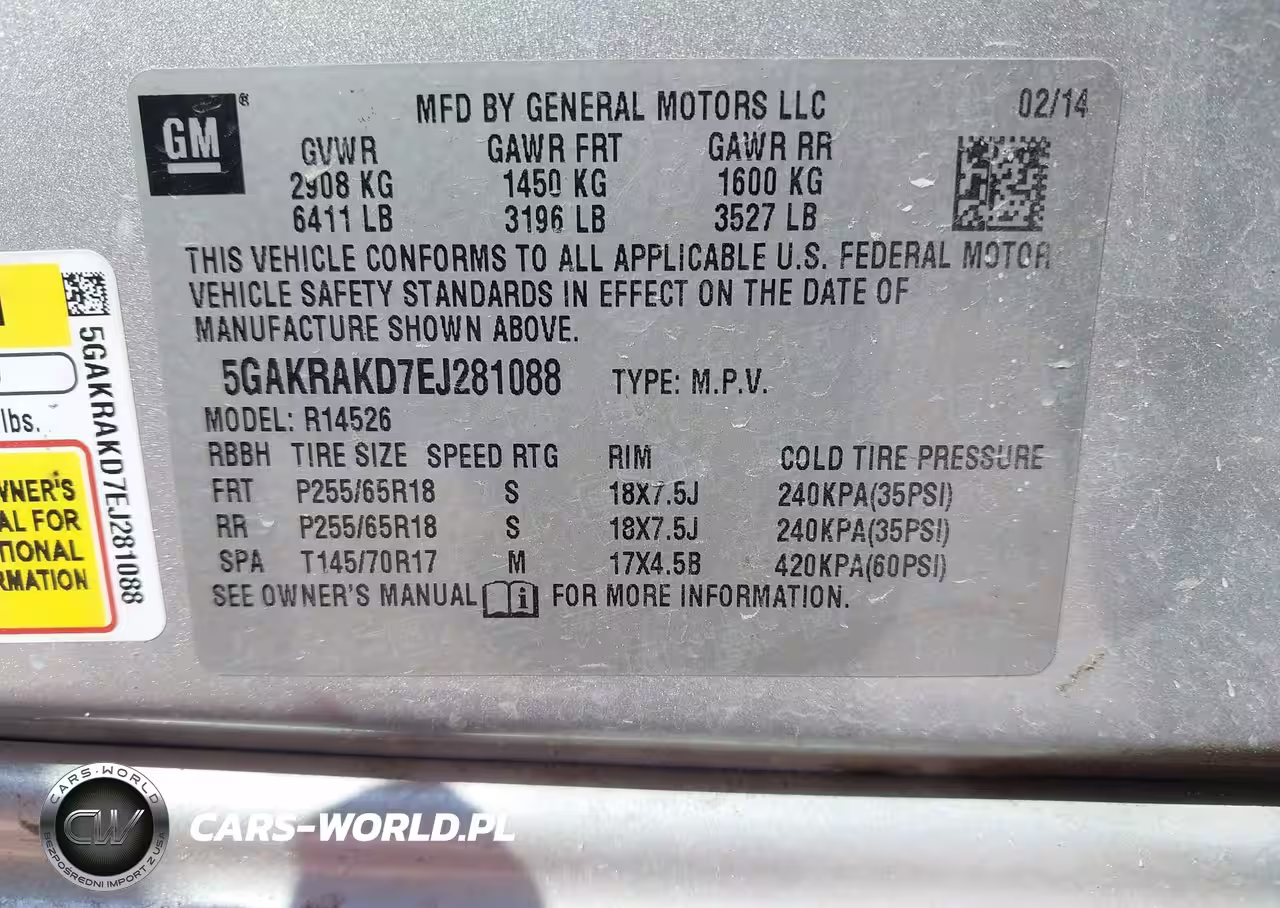 GM ®
MFD BY GENERAL MOTORS LLC 02/14
GVWR GAWR FRT GAWR RR
2908 KG 1450 KG 1600 KG
6411 LB 3196 LB 3527 LB
THIS VEHICLE CONFORMS TO ALL APPLICABLE U.S. FEDERAL MOTOR
VEHICLE SAFETY STANDARDS IN EFFECT ON THE DATE OF
MANUFACTURE SHOWN ABOVE.
5GAKRAKD7EJ281088 TYPE: M.P.V.
MODEL: R14526
RBBH TIRE SIZE SPEED RTG RIM COLD TIRE PRESSURE
FRT P255/65R18 S 18X7.5J 240KPA(35PSI)
RR P255/65R18 S 18X7.5J 240KPA(35PSI)
SPA T145/70R17 M 17X4.5B 420KPA(60PSI)
SEE OWNER'S MANUAL i FOR MORE INFORMATION.
5GAKRAKD7EJ281088
lbs.
WNER'S
AL FOR
TIONAL
RMATION
CARS-WORLD
CW
BEZPOŚREDNI IMPORT Z USA
CARS-WORLD.PL